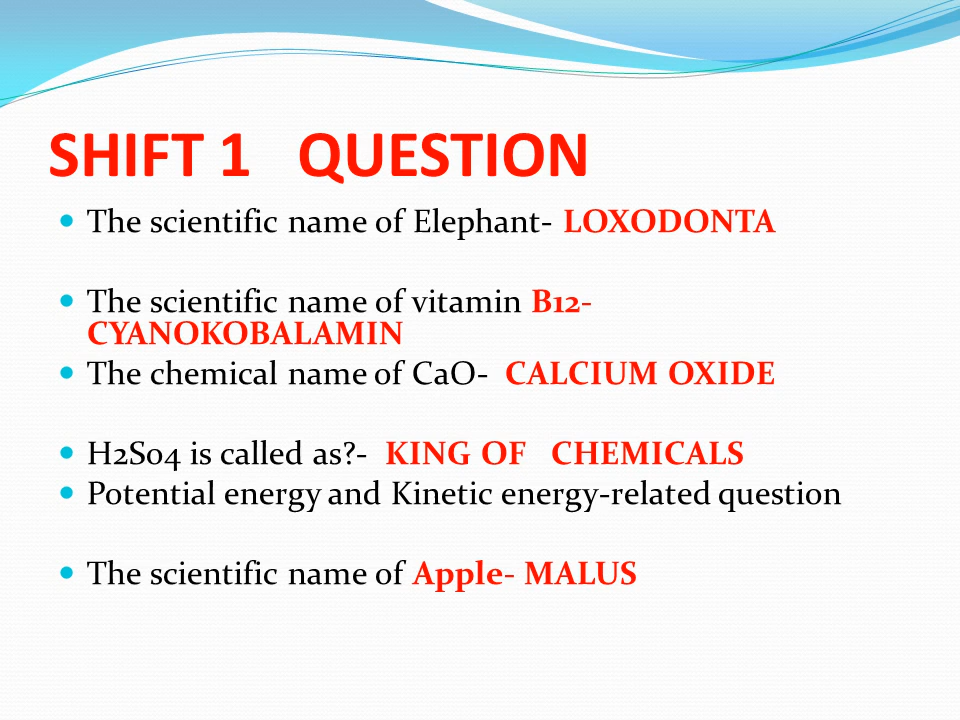 SHIFT 1 QUESTION
The scientific name of Elephant- LOXODONTA
The scientific name of vitamin B12-
CYANOKOBALAMIN
The chemical name of CaO- CALCIUM OXIDE
H2So4 is called as?- KING OF CHEMICALS
Potential energy and Kinetic energy-related question
The scientific name of Apple- MALUS